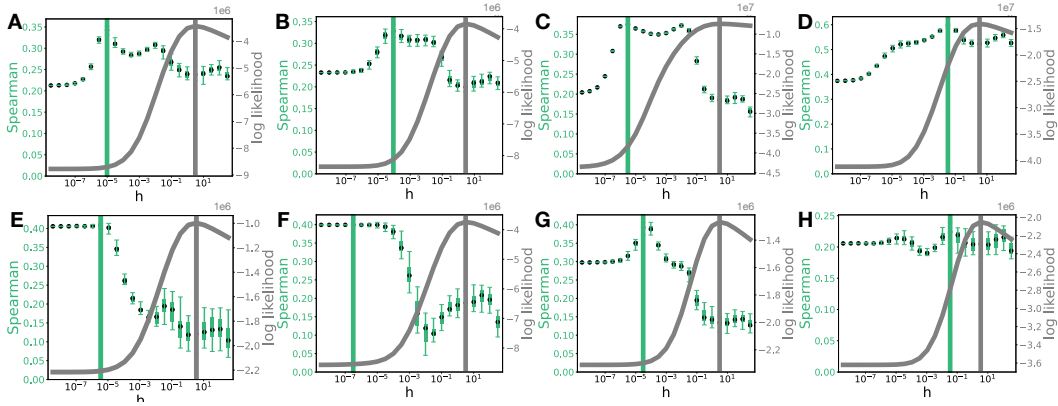 A
1e6
0.35
0.30
0.25
0.20
0.15
0.10
0.05
0.00
Spearman
−4
−5
−6
−7
−8
−9
log likelihood
10⁻⁷ 10⁻⁵ 10⁻³ 10⁻¹ 10¹
h
B
1e6
0.35
0.30
0.25
0.20
0.15
0.10
0.05
0.00
Spearman
−4
−5
−6
−7
−8
log likelihood
10⁻⁷ 10⁻⁵ 10⁻³ 10⁻¹ 10¹
h
C
1e7
0.35
0.30
0.25
0.20
0.15
0.10
0.05
0.00
Spearman
−1.0
−1.5
−2.0
−2.5
−3.0
−3.5
−4.0
−4.5
log likelihood
10⁻⁷ 10⁻⁵ 10⁻³ 10⁻¹ 10¹
h
D
1e7
0.6
0.5
0.4
0.3
0.2
0.1
0.0
Spearman
−1.5
−2.0
−2.5
−3.0
−3.5
−4.0
log likelihood
10⁻⁷ 10⁻⁵ 10⁻³ 10⁻¹ 10¹
h
E
1e6
0.40
0.35
0.30
0.25
0.20
0.15
0.10
0.05
0.00
Spearman
−1.0
−1.2
−1.4
−1.6
−1.8
−2.0
−2.2
log likelihood
10⁻⁷ 10⁻⁵ 10⁻³ 10⁻¹ 10¹
h
F
1e6
0.40
0.35
0.30
0.25
0.20
0.15
0.10
0.05
0.00
Spearman
−4
−5
−6
−7
−8
log likelihood
10⁻⁷ 10⁻⁵ 10⁻³ 10⁻¹ 10¹
h
G
1e6
0.40
0.35
0.30
0.25
0.20
0.15
0.10
0.05
0.00
Spearman
−1.4
−1.6
−1.8
−2.0
−2.2
log likelihood
10⁻⁷ 10⁻⁵ 10⁻³ 10⁻¹ 10¹
h
H
1e6
0.25
0.20
0.15
0.10
0.05
0.00
Spearman
−2.0
−2.2
−2.4
−2.6
−2.8
−3.0
−3.2
−3.4
−3.6
log likelihood
10⁻⁷ 10⁻⁵ 10⁻³ 10⁻¹ 10¹
h